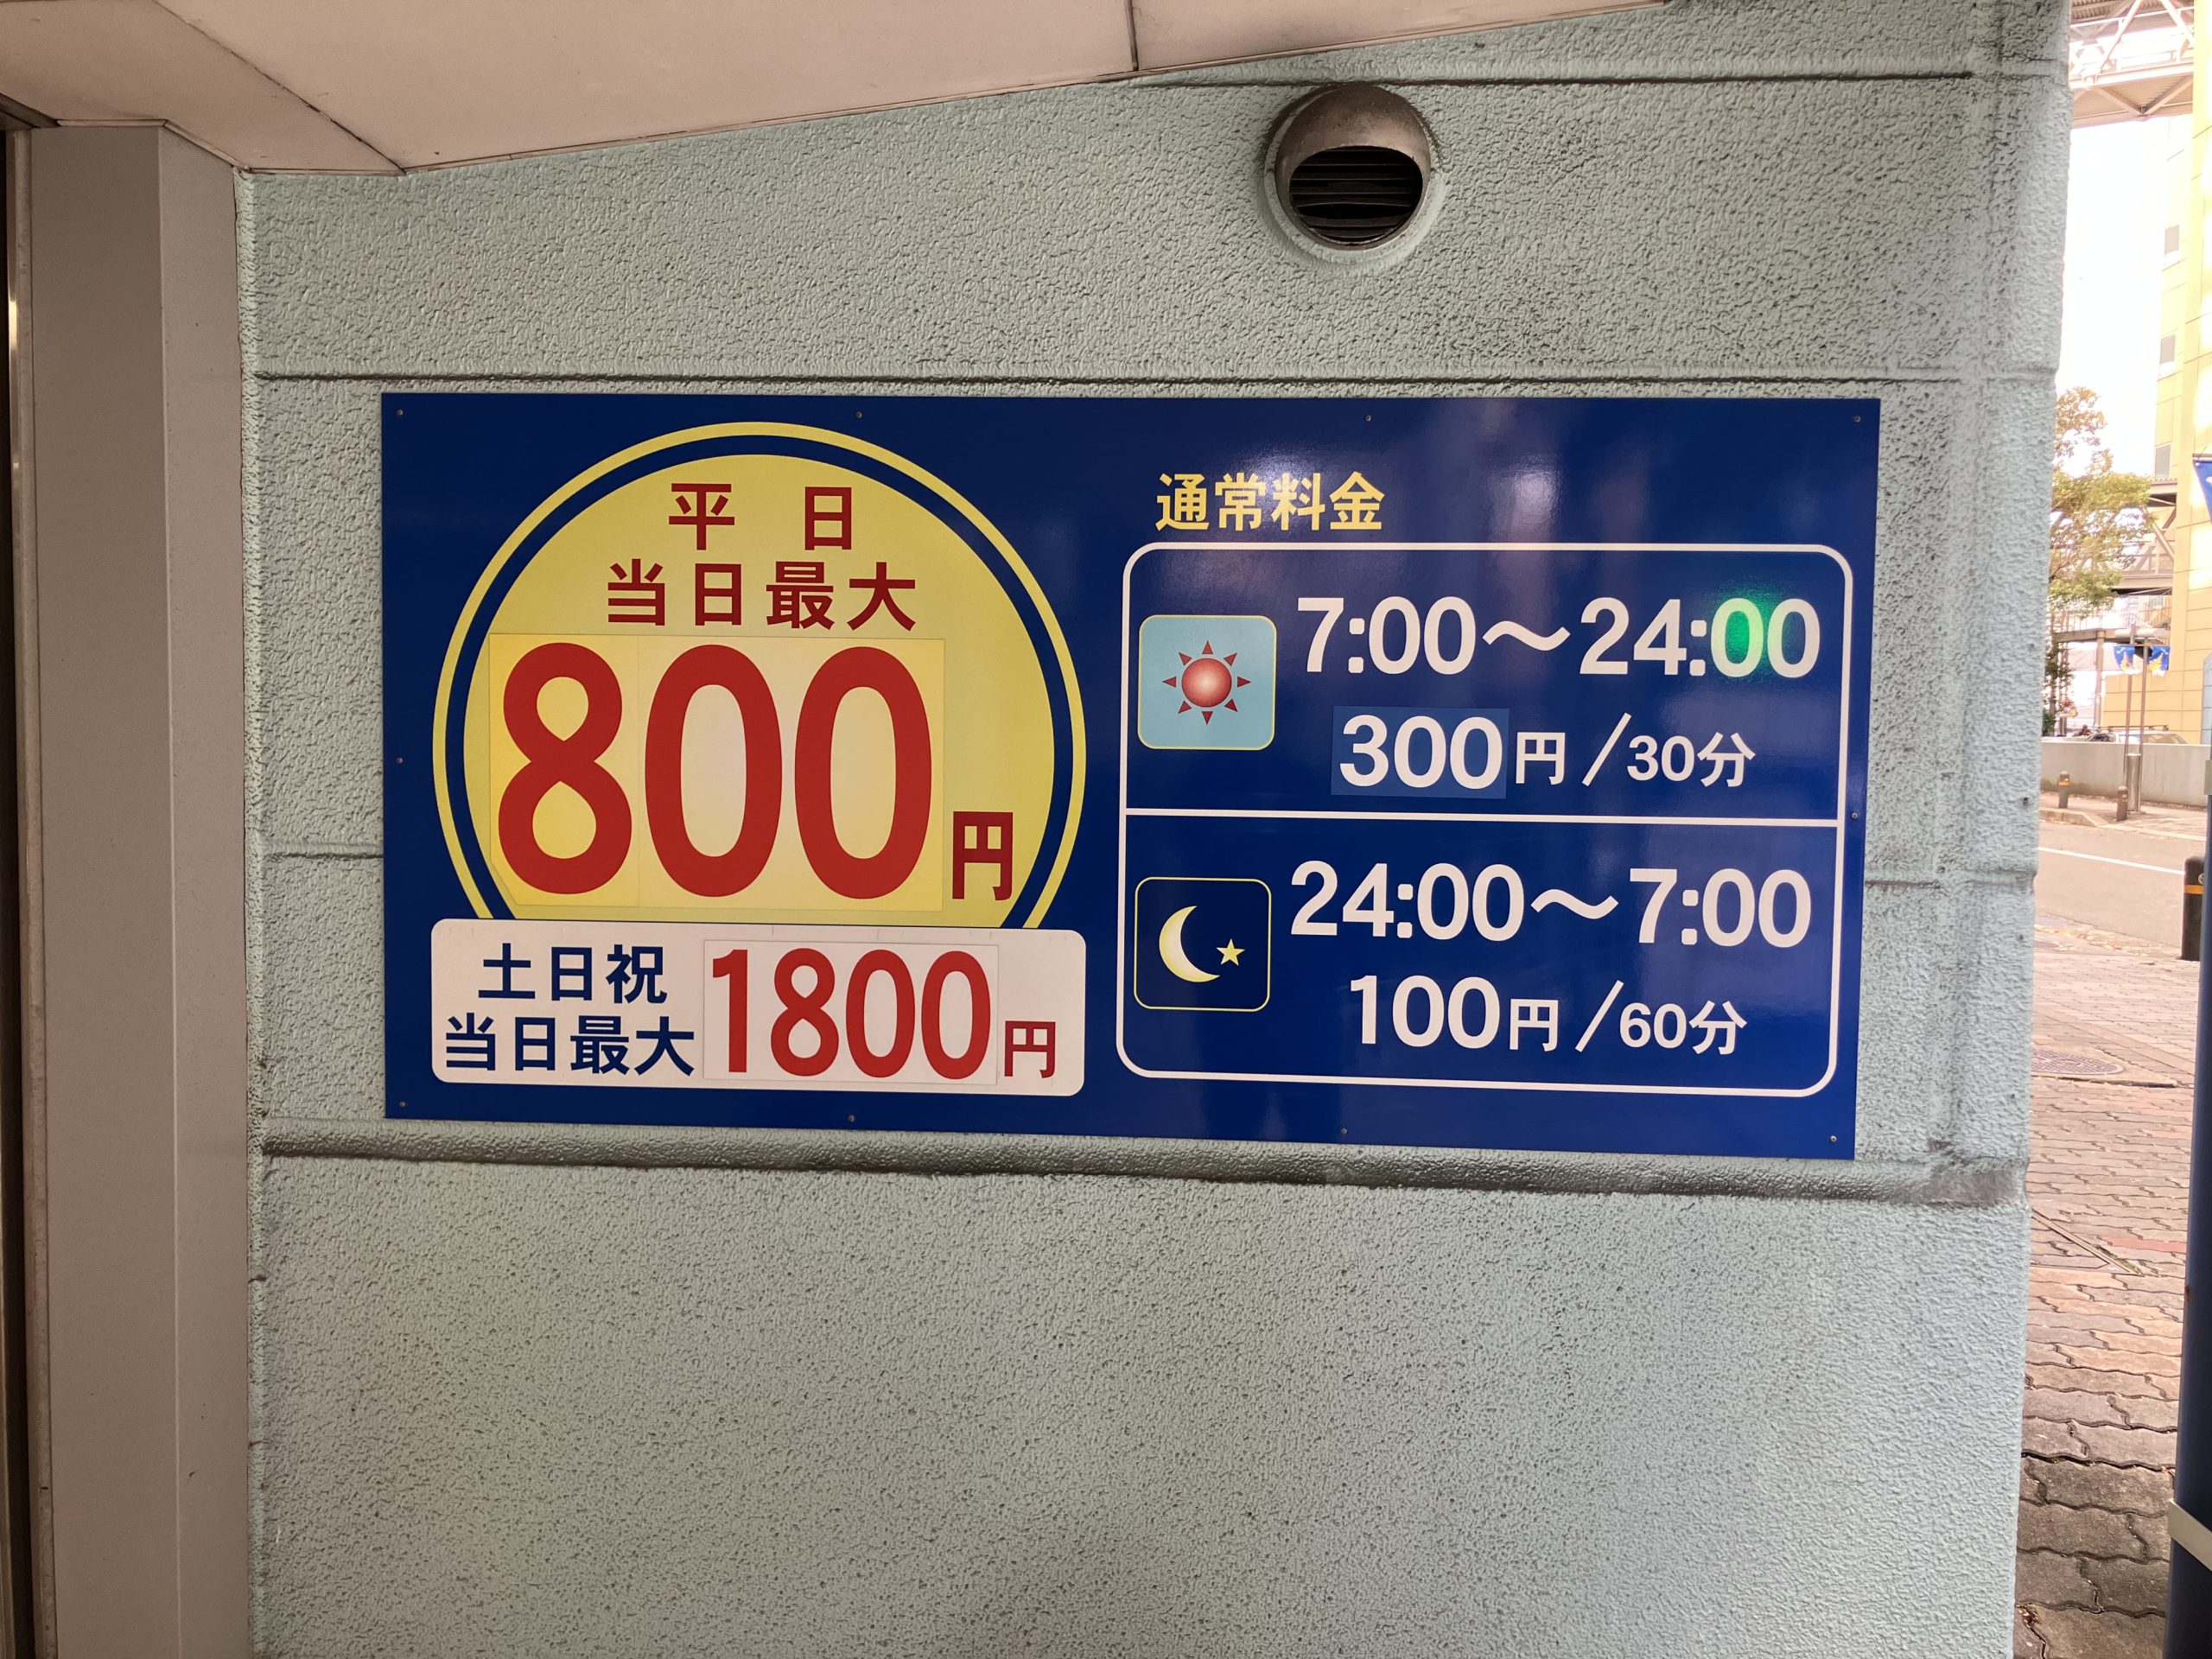 平日
当日最大
800円
土日祝
当日最大 1800円
通常料金
7:00〜24:00
300円/30分
24:00〜7:00
100円/60分